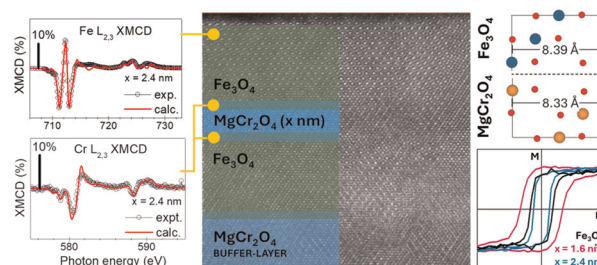 Fe L2,3 XMCD
XMCD (%)
10%
x = 2.4 nm
exp.
calc.
710
720
730
Cr L2,3 XMCD
XMCD (%)
10%
x = 2.4 nm
expt.
calc.
580
590
Photon energy (eV)
Fe3O4
MgCr2O4 (x nm)
Fe3O4
MgCr2O4
BUFFER-LAYER
Fe3O4
8.39 Å
MgCr2O4
8.33 Å
M
Fe3O
x = 1.6 n
x = 2.4 n